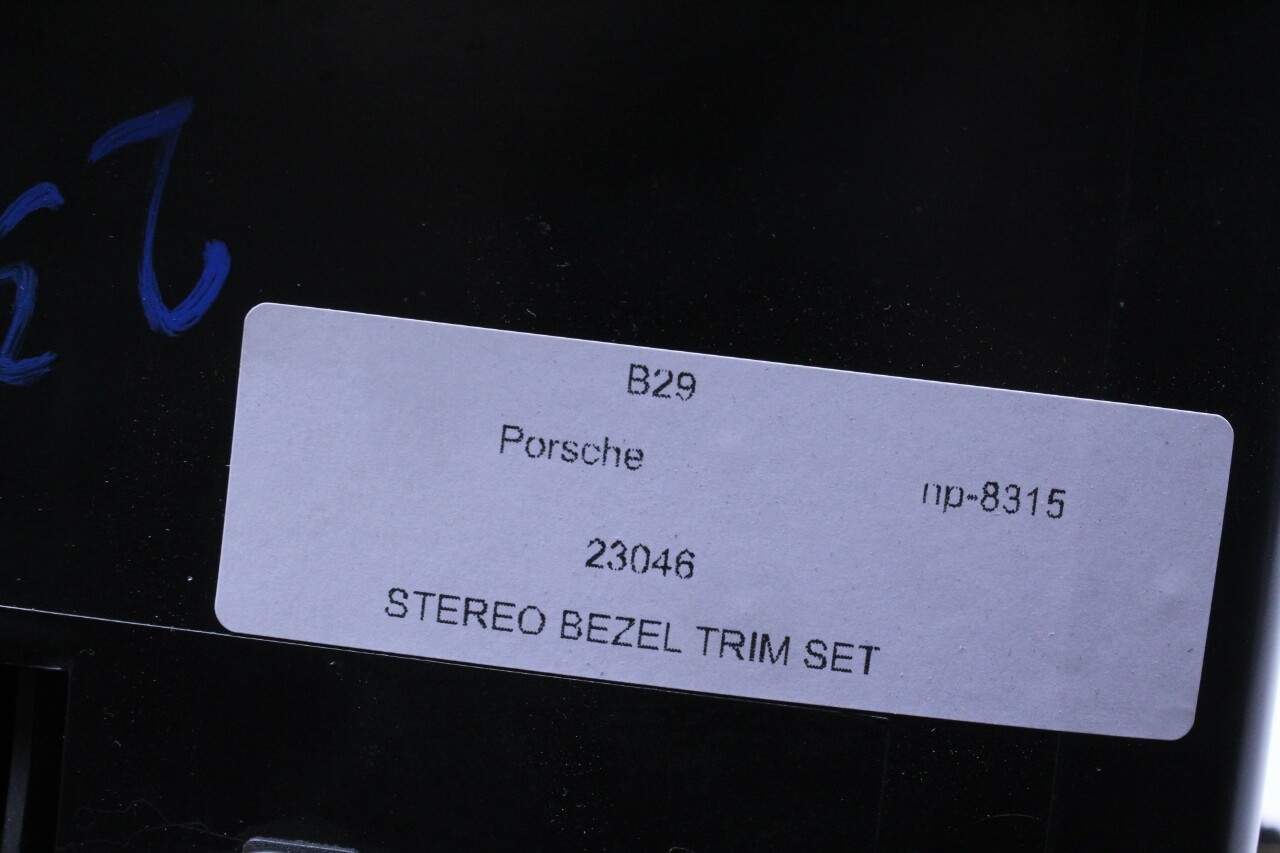 B29
Porsche
np-8315
23046
STEREO BEZEL TRIM SET